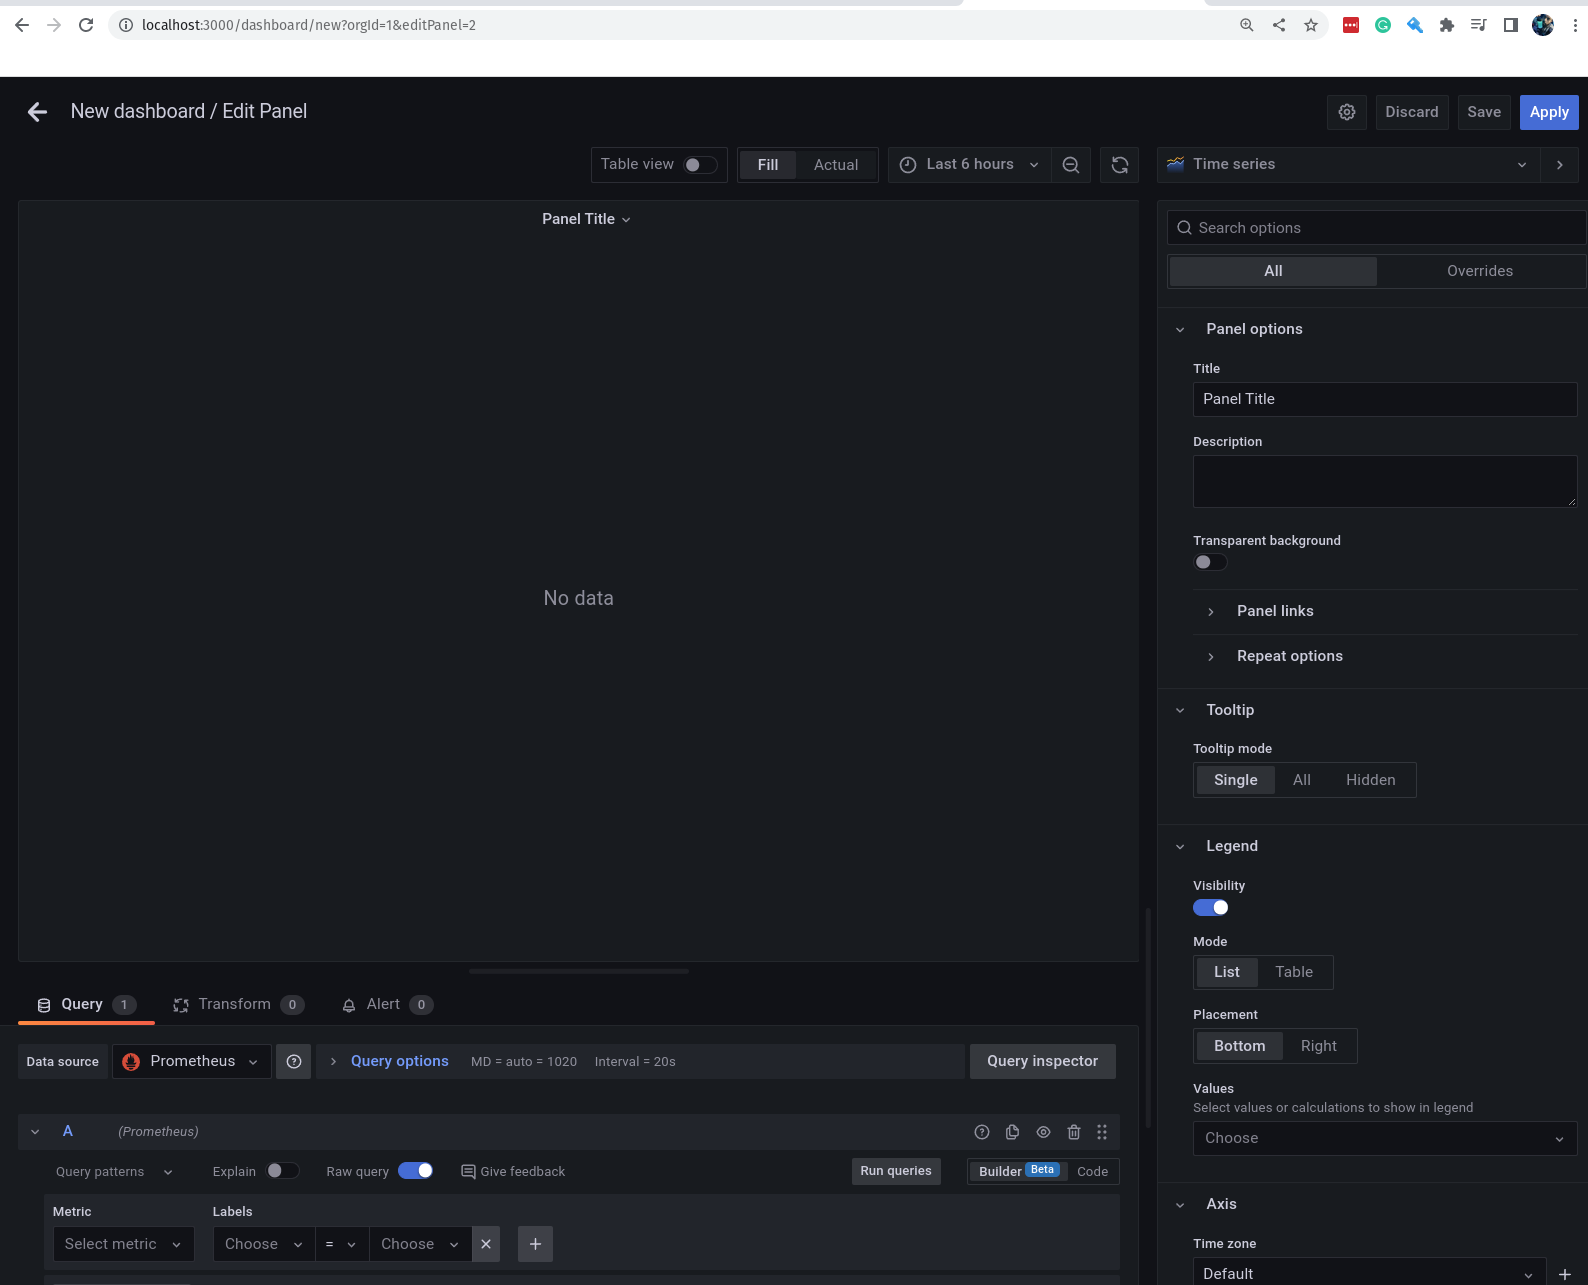 localhost:3000/dashboard/new?orgId=1&editPanel=2
New dashboard / Edit Panel
Discard
Save
Apply
Table view
Fill
Actual
Last 6 hours
Time series
Panel Title
Search options
All
Overrides
Panel options
Title
Panel Title
Description
Transparent background
No data
Panel links
Repeat options
Tooltip
Tooltip mode
Single
All
Hidden
Legend
Visibility
Mode
List
Table
Placement
Bottom
Right
Values
Select values or calculations to show in legend
Choose
Axis
Time zone
Default
Query 1
Transform 0
Alert 0
Data source
Prometheus
Query options
MD = auto = 1020
Interval = 20s
Query inspector
A
(Prometheus)
Query patterns
Explain
Raw query
Give feedback
Run queries
Builder Beta
Code
Metric
Labels
Select metric
Choose
=
Choose